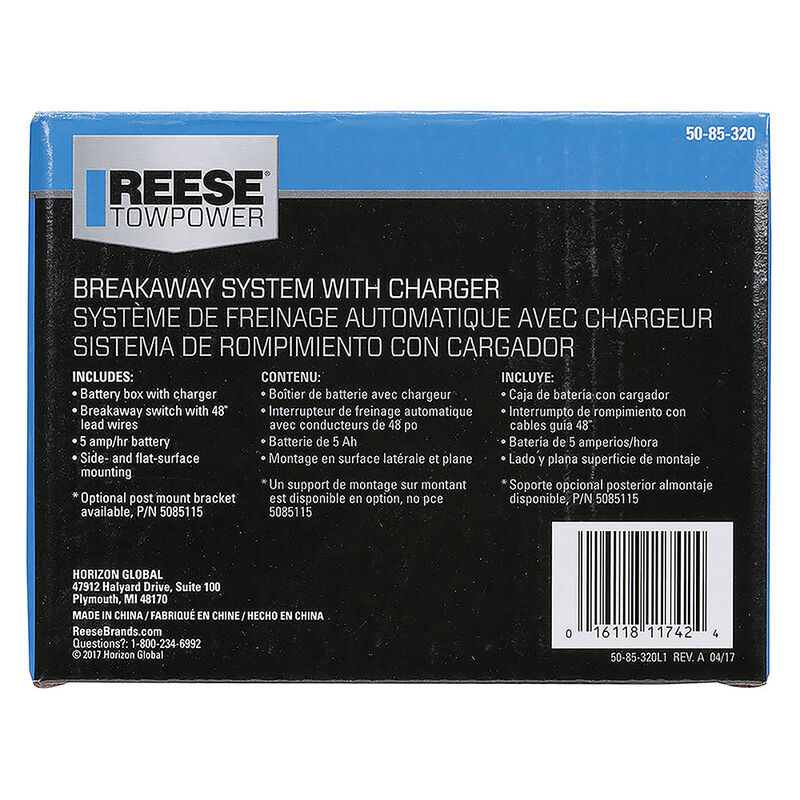 50-85-320
REESE®
TOWPOWER
BREAKAWAY SYSTEM WITH CHARGER
SYSTÈME DE FREINAGE AUTOMATIQUE AVEC CHARGEUR
SISTEMA DE ROMPIMIENTO CON CARGADOR
INCLUDES:
• Battery box with charger
• Breakaway switch with 48"
lead wires
• 5 amp/hr battery
• Side- and flat-surface
mounting
* Optional post mount bracket
available, P/N 5085115
CONTENU:
• Boîtier de batterie avec chargeur
• Interrupteur de freinage automatique
avec conducteurs de 48 po
• Batterie de 5 Ah
• Montage en surface latérale et plane
* Un support de montage sur montant
est disponible en option, no pce
5085115
INCLUYE:
• Caja de batería con cargador
• Interrumpto de rompimiento con
cables guía 48"
• Batería de 5 amperios/hora
• Lado y plana superficie de montaje
* Soporte opcional posterior almontaje
disponible, P/N 5085115
HORIZON GLOBAL
47912 Halyard Drive, Suite 100
Plymouth, MI 48170
MADE IN CHINA / FABRIQUÉ EN CHINE / HECHO EN CHINA
ReeseBrands.com
Questions?: 1-800-234-6992
© 2017 Horizon Global
0 16118 11742 4
50-85-320L1 REV. A 04/17